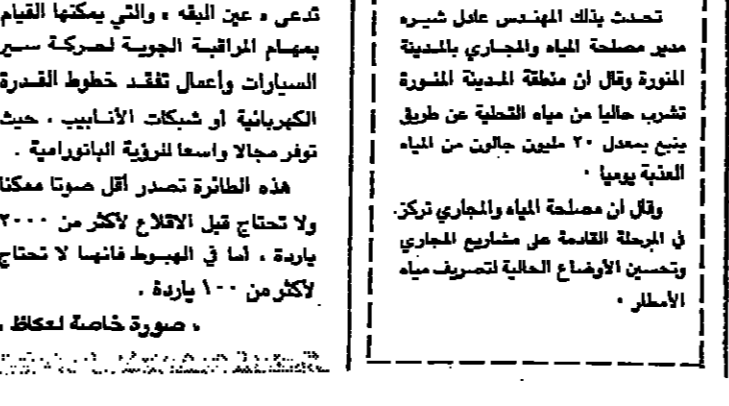 تحدث بذلك المهندس عادل شيره
مدير مصلحة المياه والمجاري بالمدينة
المنورة وقال ان منطقة المدينة المنورة
تشرب حاليا من مياه التحلية عن طريق
ينبع بمعدل ٢٠ مليون جالون من المياه
العذبة يوميا ٠
وقال ان مصلحة المياه والمجاري تركز
في المرحلة القادمة على مشاريع المجاري
وتحسين الأوضاع الحالية لتصريف مياه
الأمطار ٠
تدعى « عين البقه » والتي يمكنها القيام
بمهام المراقبة الجوية لحركة سير
السيارات وأعمال تفقد خطوط القدرة
الكهربائية أو شبكات الأنابيب ، حيث
توفر مجالا واسعا للرؤية البانورامية .
هذه الطائرة تصدر أقل صوتا ممكنا
ولا تحتاج قبل الاقلاع لأكثر من ٢٠٠٠
ياردة ، أما في الهبوط فانها لا تحتاج
لأكثر من ١٠٠ ياردة .
« صورة خاصة لعكاظ »